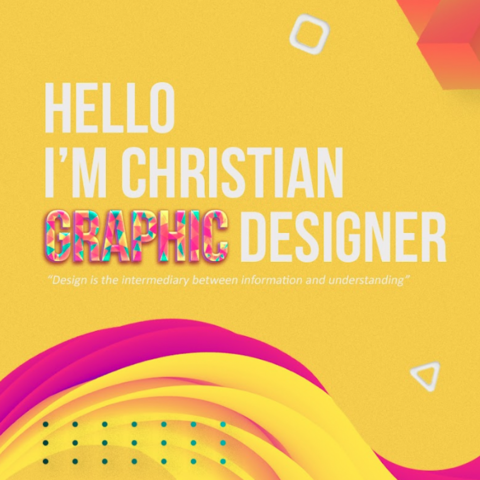 HELLO
I’M CHRISTIAN
GRAPHIC DESIGNER
“Design is the intermediary between information and understanding”